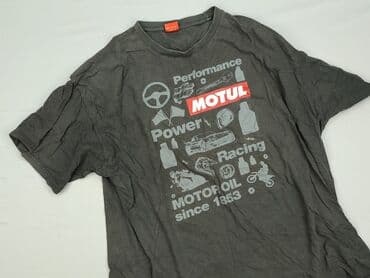 Performance
MOTUL
Power
Racing
MOTOR OIL
since 1853